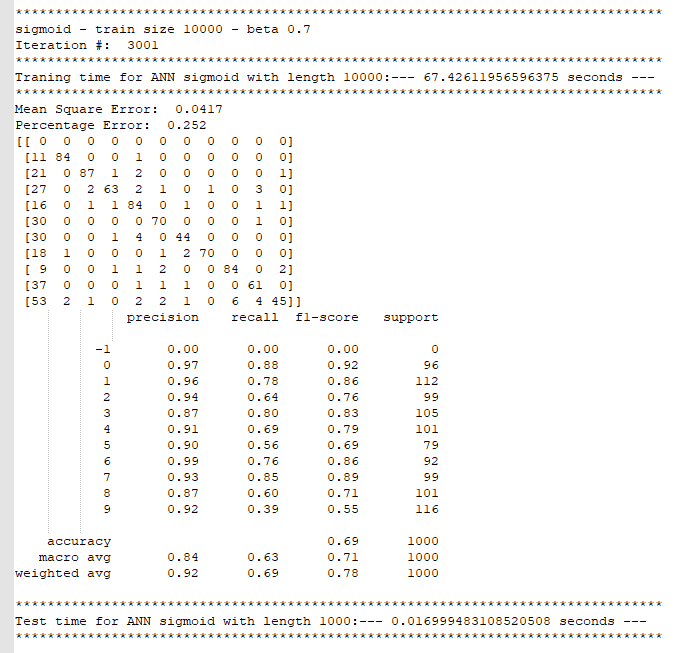 *********************************************************************************
sigmoid - train size 10000 - beta 0.7
Iteration #:  3001
*********************************************************************************
Traning time for ANN sigmoid with length 10000:--- 67.42611956596375 seconds ---
*********************************************************************************
Mean Square Error:  0.0417
Percentage Error:  0.252
[[ 0  0  0  0  0  0  0  0  0  0  0]
 [11 84  0  0  1  0  0  0  0  0  0]
 [21  0 87  1  2  0  0  0  0  0  1]
 [27  0  2 63  2  1  0  1  0  3  0]
 [16  0  1  1 84  0  1  0  0  1  1]
 [30  0  0  0  0 70  0  0  0  1  0]
 [30  0  0  1  4  0 44  0  0  0  0]
 [18  1  0  0  0  1  2 70  0  0  0]
 [ 9  0  0  1  1  2  0  0 84  0  2]
 [37  0  0  0  1  1  1  0  0 61  0]
 [53  2  1  0  2  2  1  0  6  4 45]]
              precision    recall  f1-score   support
          -1       0.00      0.00      0.00         0
           0       0.97      0.88      0.92        96
           1       0.96      0.78      0.86       112
           2       0.94      0.64      0.76        99
           3       0.87      0.80      0.83       105
           4       0.91      0.69      0.79       101
           5       0.90      0.56      0.69        79
           6       0.99      0.76      0.86        92
           7       0.93      0.85      0.89        99
           8       0.87      0.60      0.71       101
           9       0.92      0.39      0.55       116
    accuracy                           0.69      1000
   macro avg       0.84      0.63      0.71      1000
weighted avg       0.92      0.69      0.78      1000
*********************************************************************************
Test time for ANN sigmoid with length 1000:--- 0.016999483108520508 seconds ---
*********************************************************************************